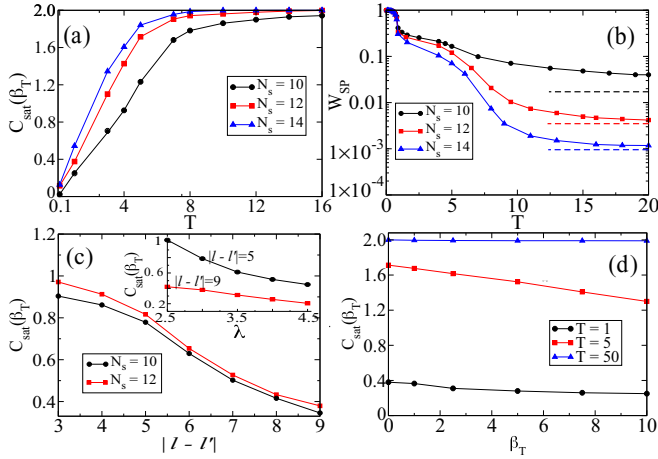 (a)
C_sat(β_T)
2.0
1.6
1.2
0.8
0.4
0
N_s = 10
N_s = 12
N_s = 14
0.1
4
8
12
16
T
(b)
W_SP
1.0
0.1
0.01
1×10^-3
1×10^-4
N_s = 10
N_s = 12
N_s = 14
0
5
10
15
20
T
(c)
C_sat(β_T)
1
0.8
0.6
0.4
N_s = 10
N_s = 12
3
4
5
6
7
8
9
| l - l'|
C_sat(β_T)
1
0.6
0.2
|l - l'|=5
|l - l'|=9
2.5
3.5
4.5
λ
(d)
C_sat(β_T)
2.0
1.6
1.2
0.8
0.4
0
T = 1
T = 5
T = 50
0
2
4
6
8
10
β_T